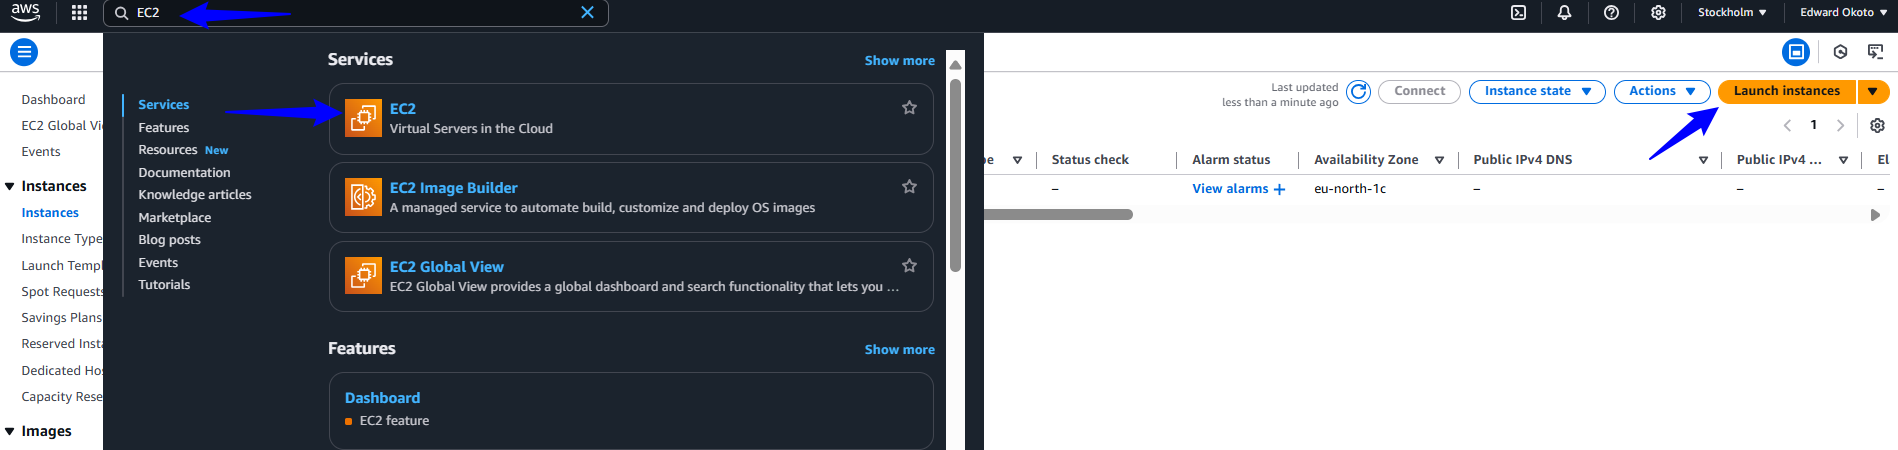 aws
EC2
Stockholm
Edward Okoto
Dashboard
EC2 Global Vi
Events
Instances
Instances
Instance Type
Launch Templ
Spot Requests
Savings Plans
Reserved Insta
Dedicated Hos
Capacity Rese
Images
Services
Features
Resources New
Documentation
Knowledge articles
Marketplace
Blog posts
Events
Tutorials
Services
Show more
EC2
Virtual Servers in the Cloud
EC2 Image Builder
A managed service to automate build, customize and deploy OS images
EC2 Global View
EC2 Global View provides a global dashboard and search functionality that lets you ...
Features
Show more
Dashboard
EC2 feature
Last updated
less than a minute ago
Connect
Instance state
Actions
Launch instances
1
pe
Status check
Alarm status
Availability Zone
Public IPv4 DNS
Public IPv4 ...
El
–
View alarms +
eu-north-1c
–
–
–